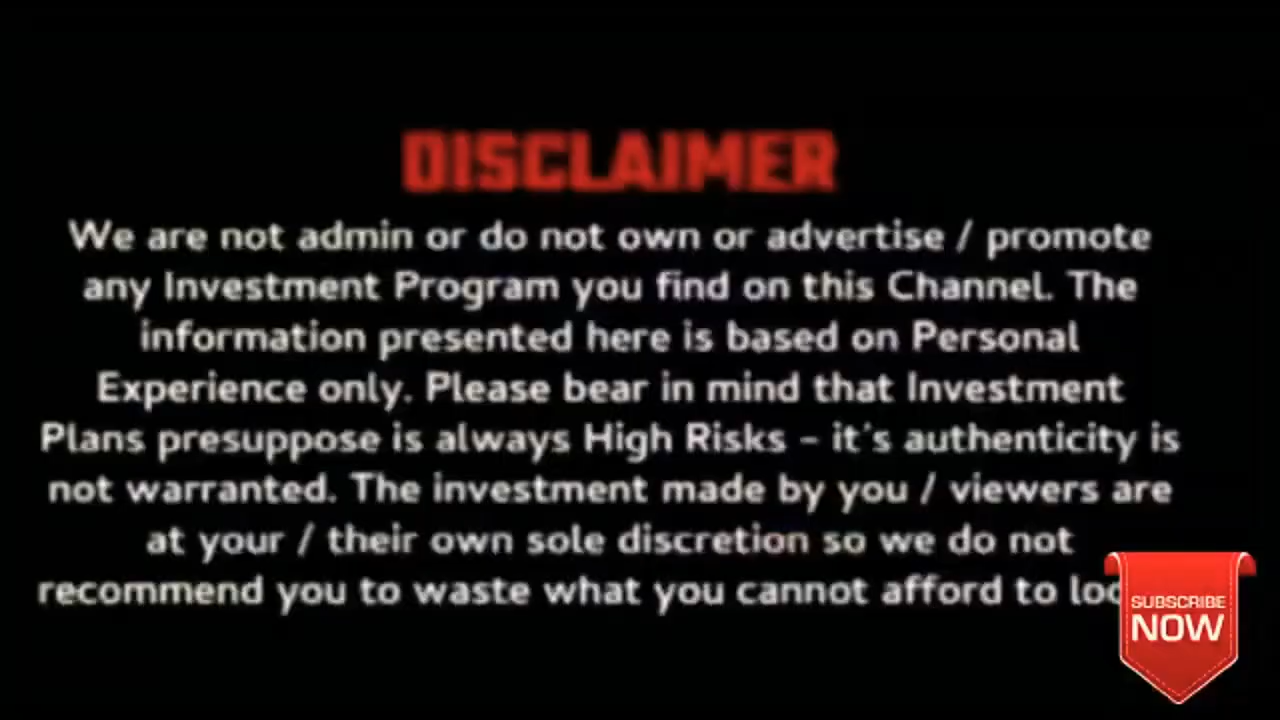 DISCLAIMER
We are not admin or do not own or advertise / promote
any Investment Program you find on this Channel. The
information presented here is based on Personal
Experience only. Please bear in mind that Investment
Plans presuppose is always High Risks - it's authenticity is
not warranted. The investment made by you / viewers are
at your / their own sole discretion so we do not
recommend you to waste what you cannot afford to
SUBSCRIBE
NOW